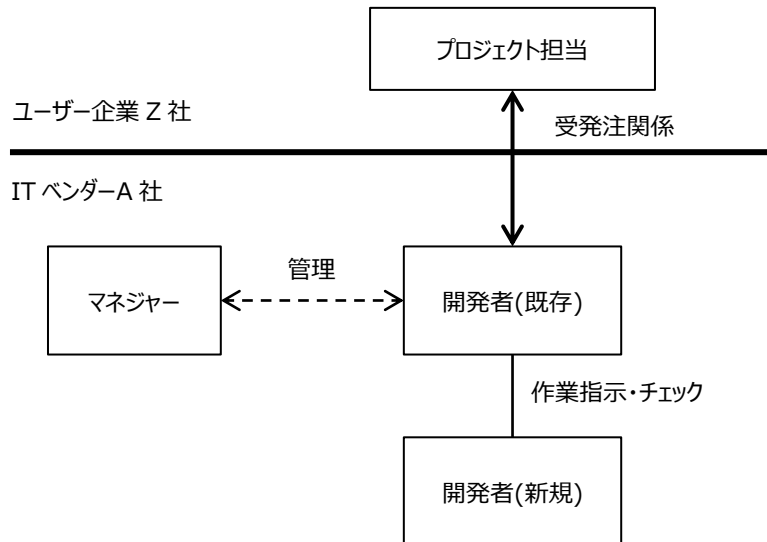 プロジェクト担当
ユーザー企業 Z 社
受発注関係
IT ベンダーA 社
管理
マネジャー
開発者(既存)
作業指示・チェック
開発者(新規)